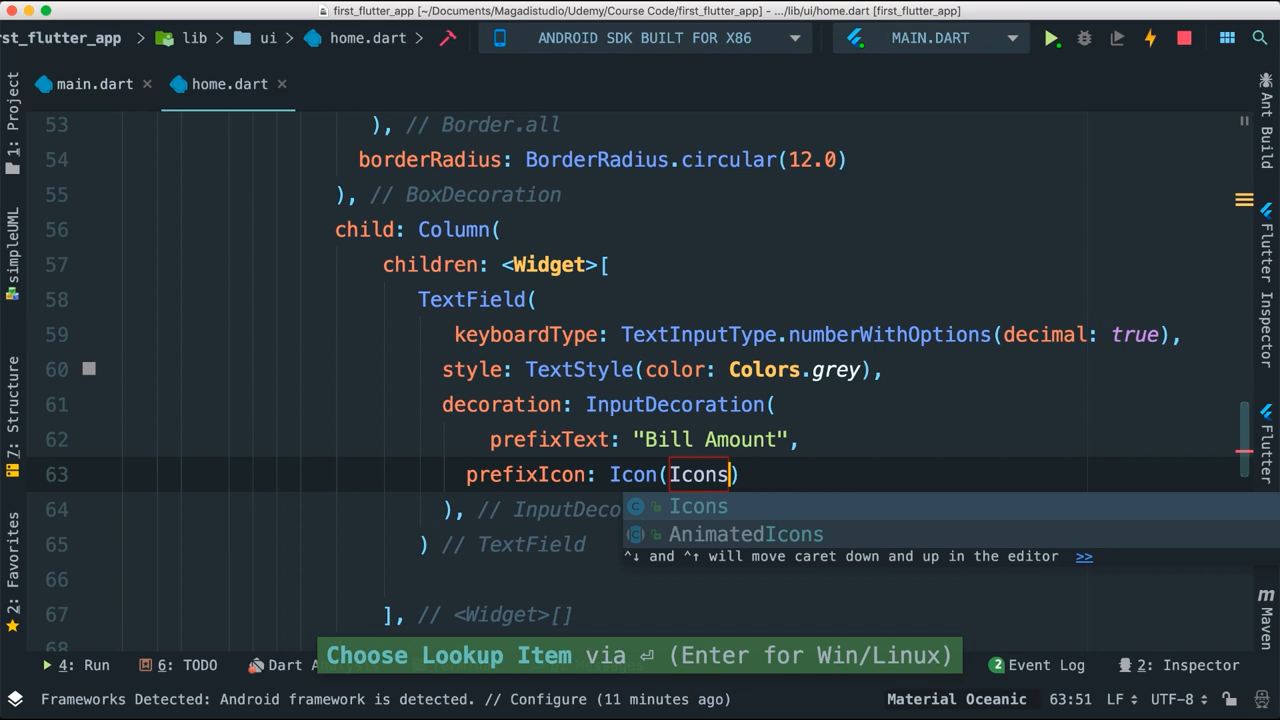 first_flutter_app [~/Documents/Magadistudio/Udemy/Course Code/first_flutter_app] - .../lib/ui/home.dart [first_flutter_app]
rst_flutter_app lib ui home.dart ANDROID SDK BUILT FOR X86 MAIN.DART
main.dart home.dart
1: Project
simpleUML
7: Structure
2: Favorites
53 ), // Border.all
54 borderRadius: BorderRadius.circular(12.0)
55 ), // BoxDecoration
56 child: Column(
57 children: <Widget>[
58 TextField(
59 keyboardType: TextInputType.numberWithOptions(decimal: true),
60 style: TextStyle(color: Colors.grey),
61 decoration: InputDecoration(
62 prefixText: "Bill Amount",
63 prefixIcon: Icon(Icons)
64 ), // InputDeco
65 ) // TextField
66
67 ], // <Widget>[]
68
Icons
AnimatedIcons
^↓ and ^↑ will move caret down and up in the editor >>
Ant Build
Flutter Inspector
Flutter
Maven
Choose Lookup Item via ⏎ (Enter for Win/Linux)
4: Run 6: TODO Dart Ana 2 Event Log 2: Inspector
Frameworks Detected: Android framework is detected. // Configure (11 minutes ago) Material Oceanic 63:51 LF UTF-8